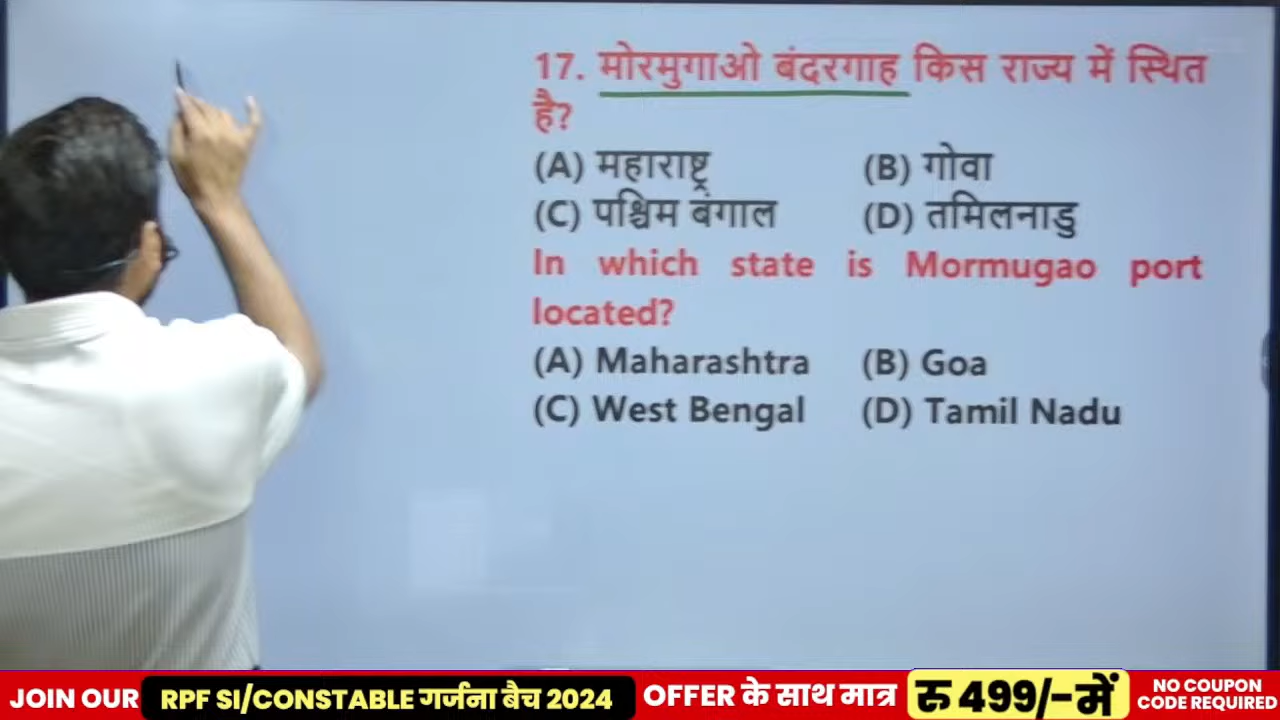 17. मोरमुगाओ बंदरगाह किस राज्य में स्थित
है?
(A) महाराष्ट्र (B) गोवा
(C) पश्चिम बंगाल (D) तमिलनाडु
In which state is Mormugao port
located?
(A) Maharashtra (B) Goa
(C) West Bengal (D) Tamil Nadu
JOIN OUR RPF SI/CONSTABLE गर्जना बैच 2024 OFFER के साथ मात्र रु 499/-में NO COUPON
CODE REQUIRED